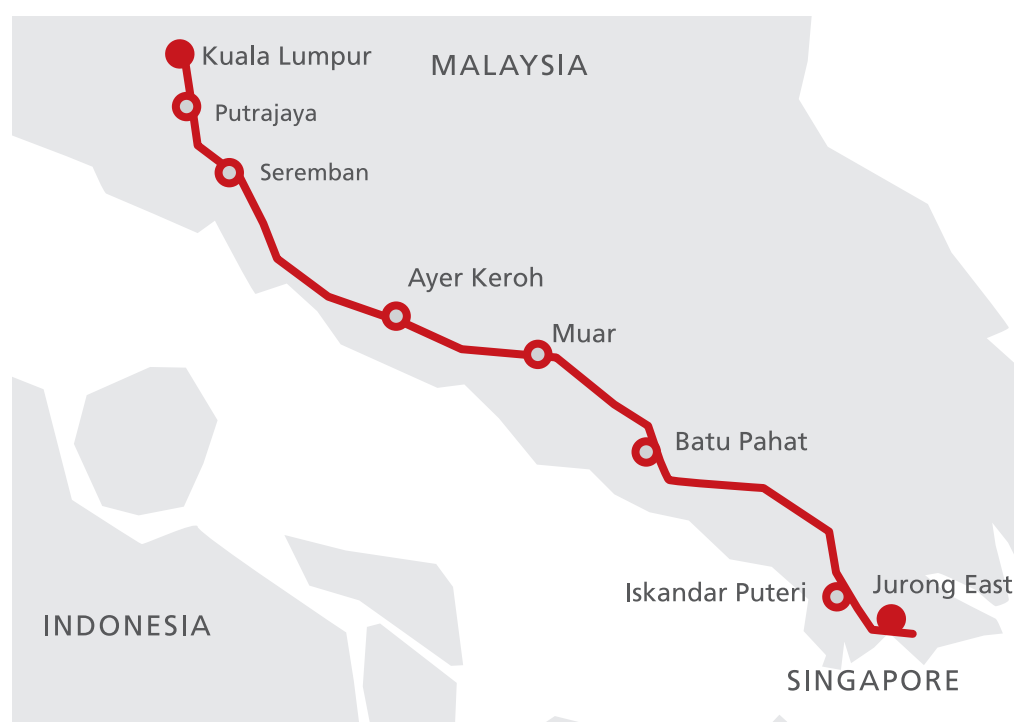 Kuala Lumpur
MALAYSIA
Putrajaya
Seremban
Ayer Keroh
Muar
Batu Pahat
Iskandar Puteri
Jurong East
INDONESIA
SINGAPORE